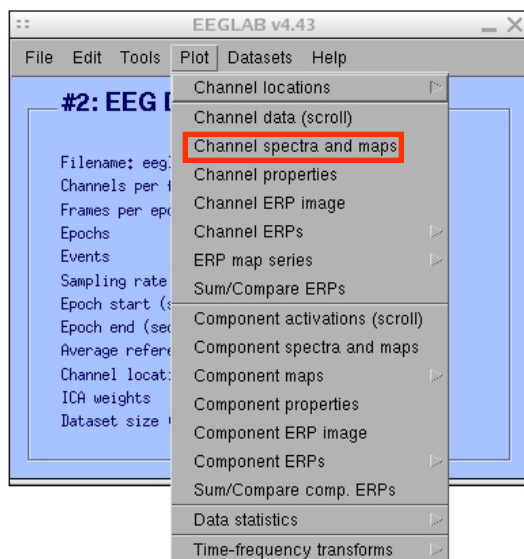 EEGLAB v4.43
File Edit Tools Plot Datasets Help
#2: EEG
Filename: eegl
Channels per
Frames per epo
Epochs
Events
Sampling rate
Epoch start (s
Epoch end (sec
Average refere
Channel locat
ICA weights
Dataset size
Channel locations
Channel data (scroll)
Channel spectra and maps
Channel properties
Channel ERP image
Channel ERPs
ERP map series
Sum/Compare ERPs
Component activations (scroll)
Component spectra and maps
Component maps
Component properties
Component ERP image
Component ERPs
Sum/Compare comp. ERPs
Data statistics
Time-frequency transforms